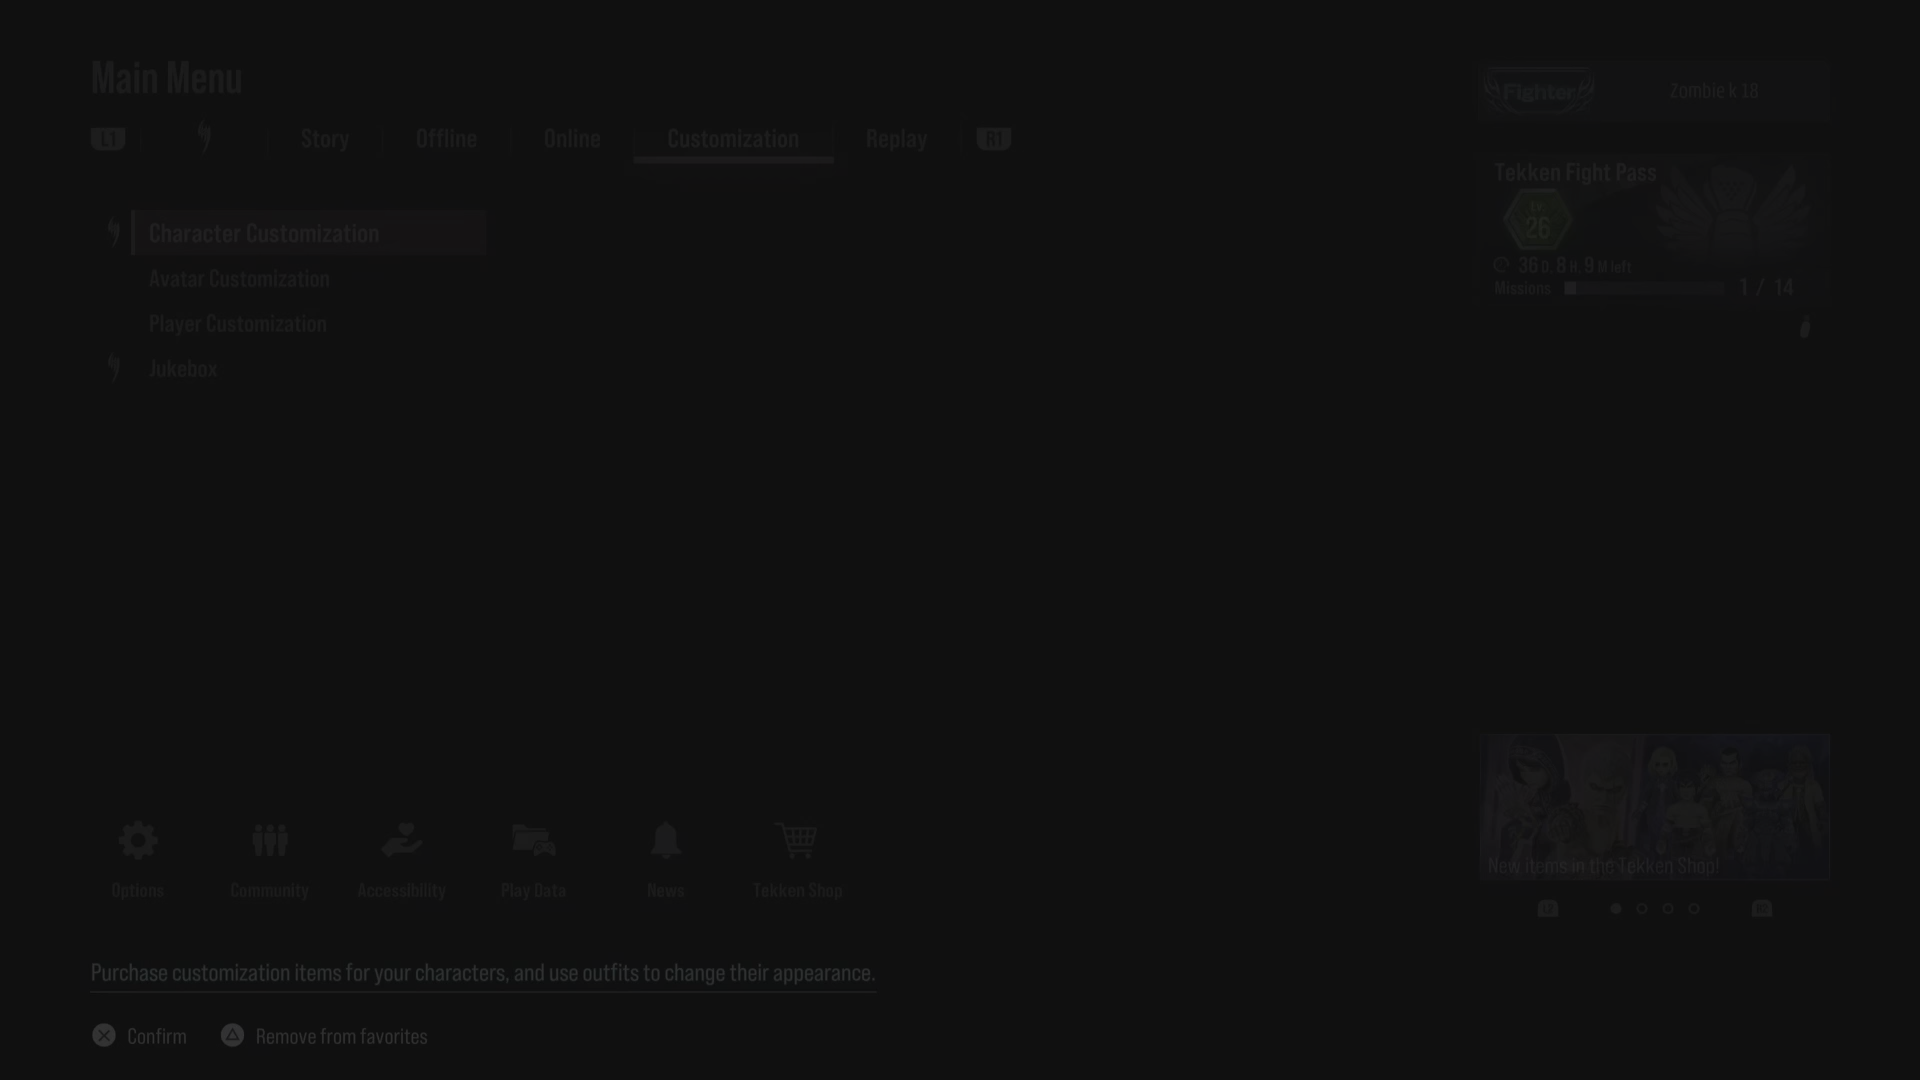 Main Menu
L1 Story Offline Online Customization Replay R1
Character Customization
Avatar Customization
Player Customization
Jukebox
Fighter Zombie k 18
Tekken Fight Pass
26
36 D, 8 H, 9 M left
Missions 1 / 14
New items in the Tekken Shop!
Options Community Accessibility Play Data News Tekken Shop
Purchase customization items for your characters, and use outfits to change their appearance.
Confirm Remove from favorites